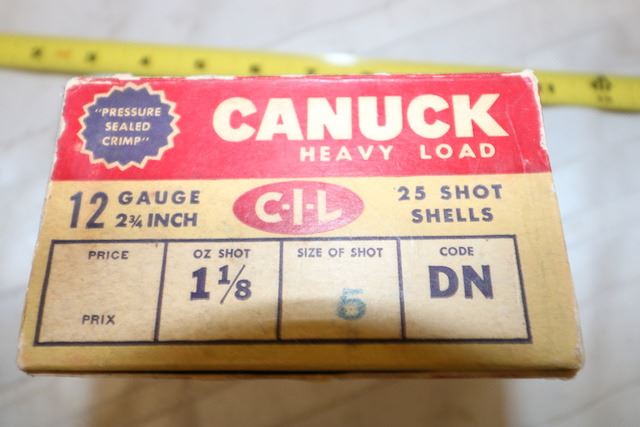 "PRESSURE
SEALED
CRIMP"
CANUCK
HEAVY LOAD
12 GAUGE
2¾ INCH
C-I-L
25 SHOT
SHELLS
PRICE
PRIX
OZ SHOT
1⅛
SIZE OF SHOT
5
CODE
DN